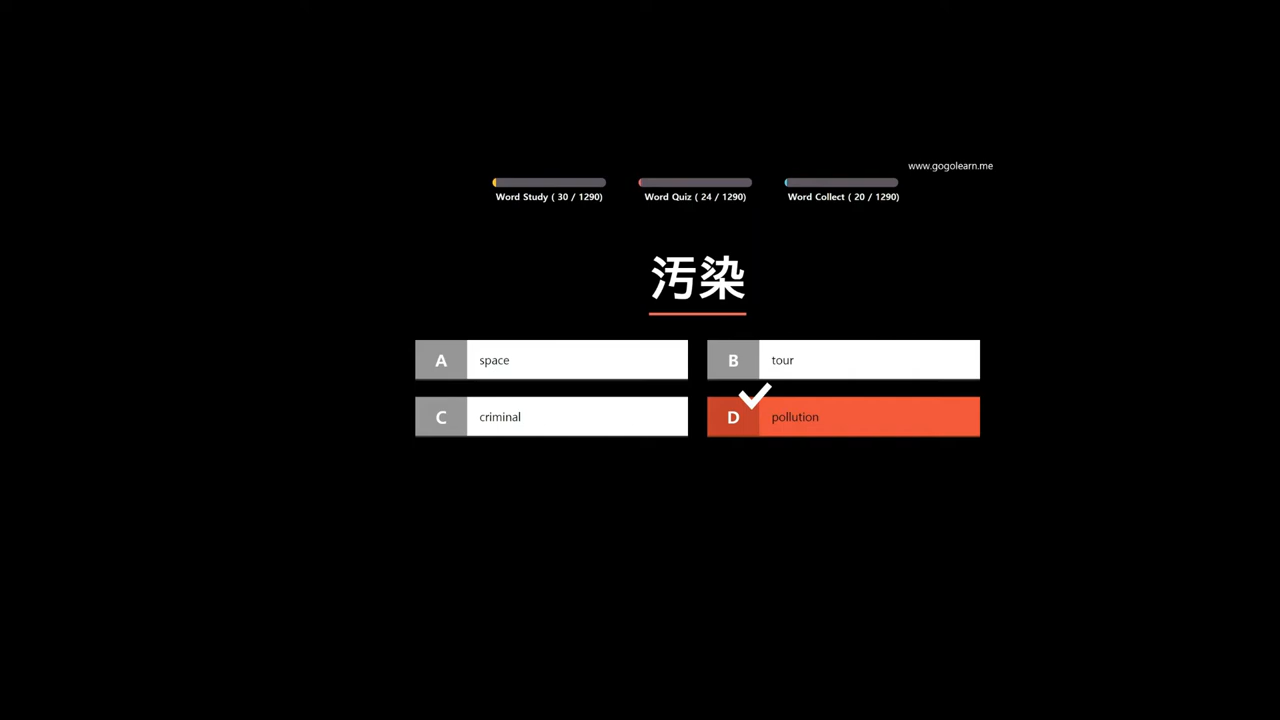 www.gogolearn.me
Word Study ( 30 / 1290)
Word Quiz ( 24 / 1290)
Word Collect ( 20 / 1290)
汚染
A space
B tour
C criminal
D pollution